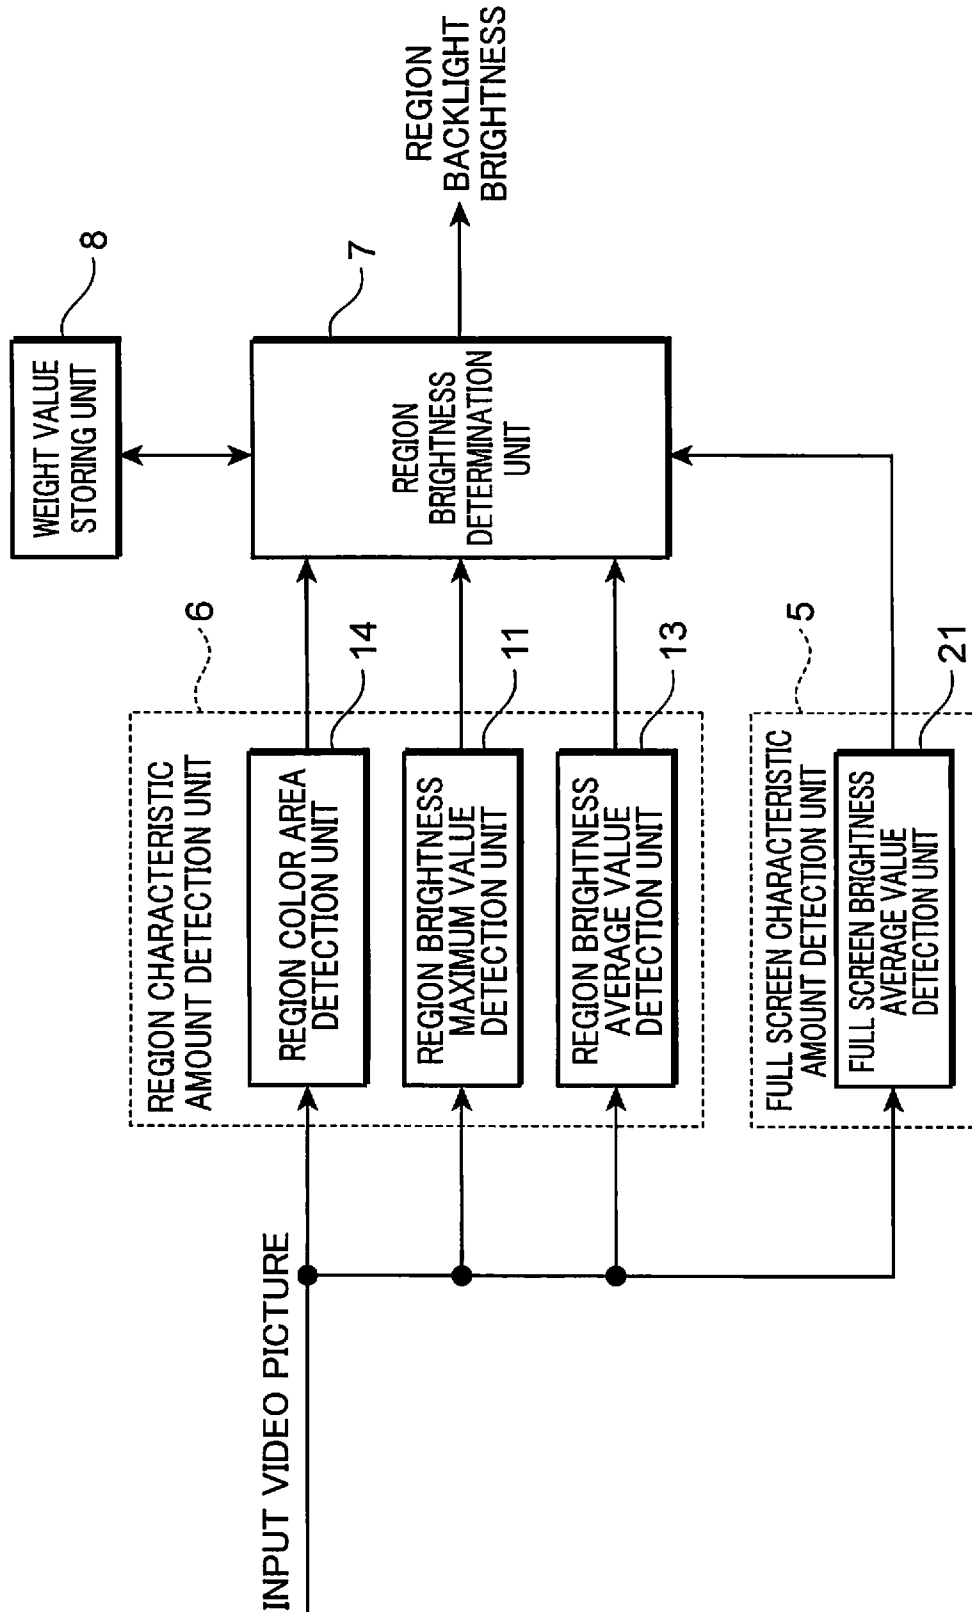 INPUT VIDEO PICTURE
REGION CHARACTERISTIC
AMOUNT DETECTION UNIT
6
REGION COLOR AREA
DETECTION UNIT
14
REGION BRIGHTNESS
MAXIMUM VALUE
DETECTION UNIT
11
REGION BRIGHTNESS
AVERAGE VALUE
DETECTION UNIT
13
FULL SCREEN CHARACTERISTIC
AMOUNT DETECTION UNIT
5
FULL SCREEN BRIGHTNESS
AVERAGE VALUE
DETECTION UNIT
21
WEIGHT VALUE
STORING UNIT
8
REGION
BRIGHTNESS
DETERMINATION
UNIT
7
REGION
BACKLIGHT
BRIGHTNESS